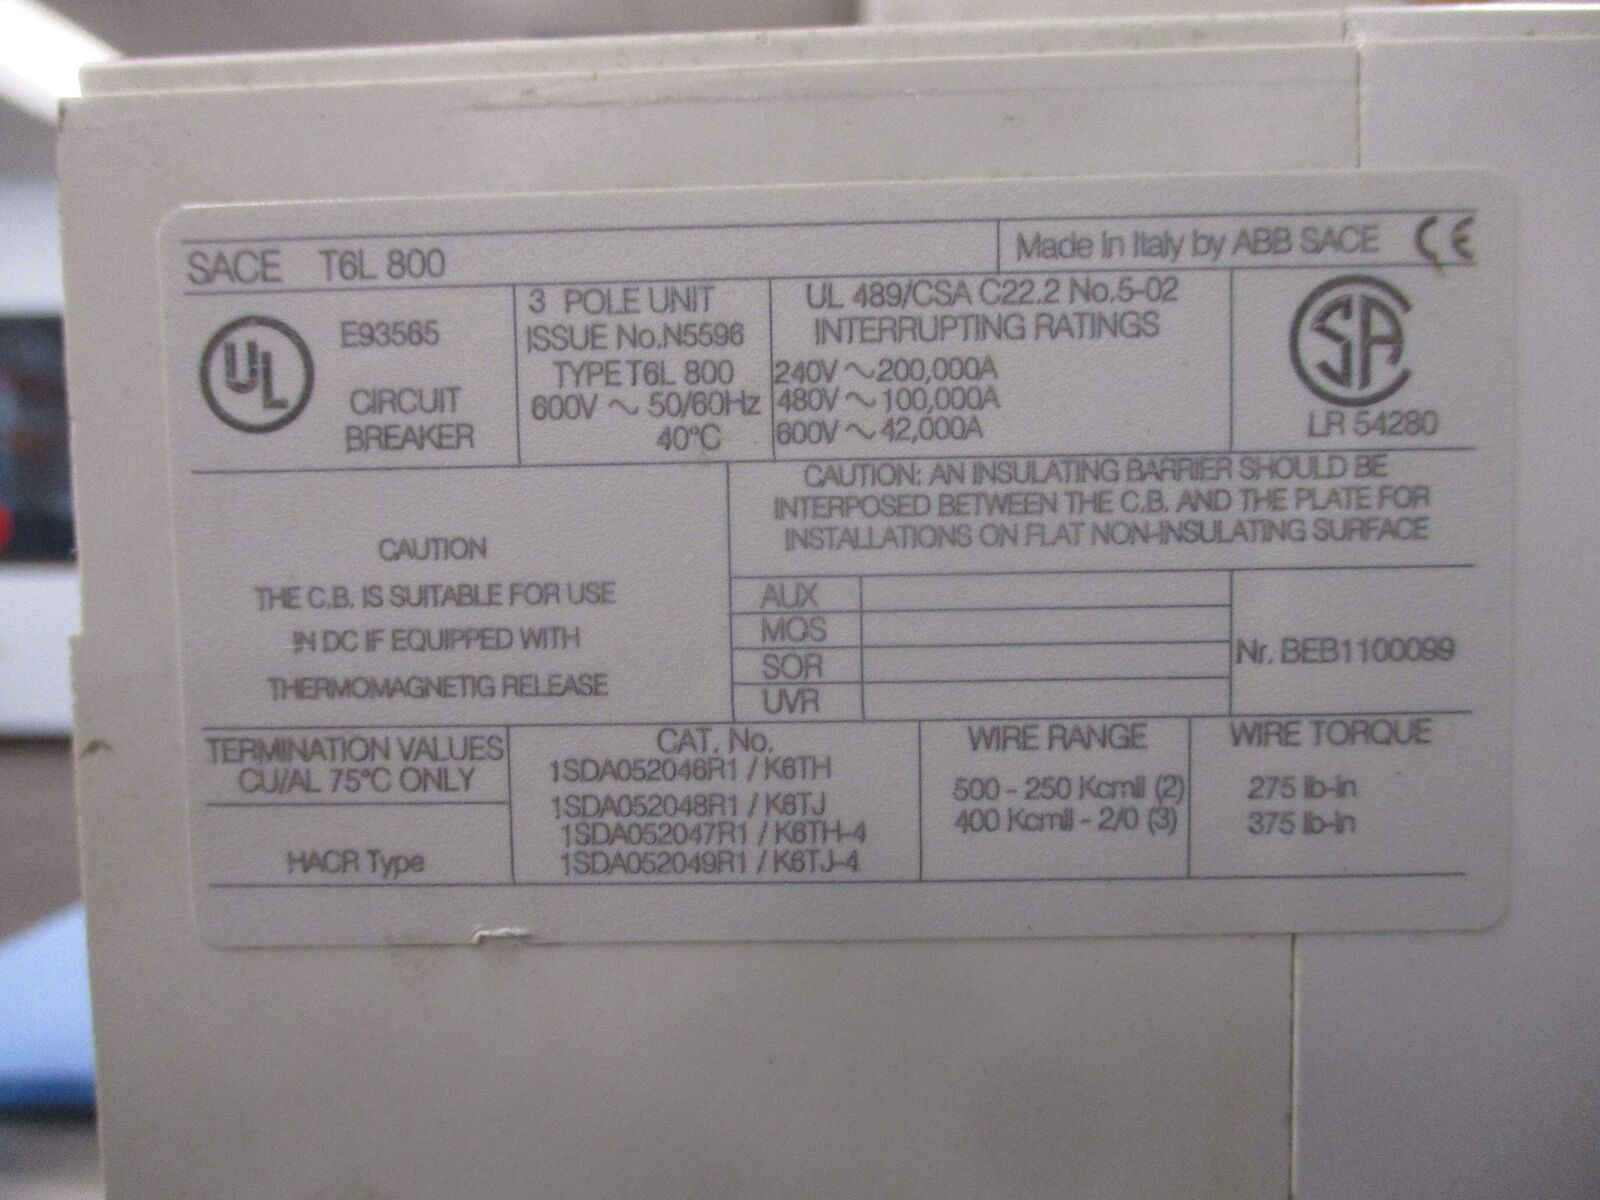 SACE T6L 800
Made in Italy by ABB SACE CE
UL
E93565
CIRCUIT
BREAKER
3 POLE UNIT
ISSUE No.N5596
TYPE T6L 800
600V ~ 50/60Hz
40°C
UL 489/CSA C22.2 No.5-02
INTERRUPTING RATINGS
240V ~200,000A
480V ~100,000A
600V ~42,000A
SA
LR 54280
CAUTION
THE C.B. IS SUITABLE FOR USE
IN DC IF EQUIPPED WITH
THERMOMAGNETIG RELEASE
CAUTION: AN INSULATING BARRIER SHOULD BE
INTERPOSED BETWEEN THE C.B. AND THE PLATE FOR
INSTALLATIONS ON FLAT NON-INSULATING SURFACE
AUX
MOS
SOR
UVR
Nr. BEB1100099
TERMINATION VALUES
CU/AL 75°C ONLY
HACR Type
CAT. No.
1SDA052046R1 / K6TH
1SDA052048R1 / K6TJ
1SDA052047R1 / K6TH-4
1SDA052049R1 / K6TJ-4
WIRE RANGE
500 - 250 Kcmil (2)
400 Kcmil - 2/0 (3)
WIRE TORQUE
275 lb-in
375 lb-in